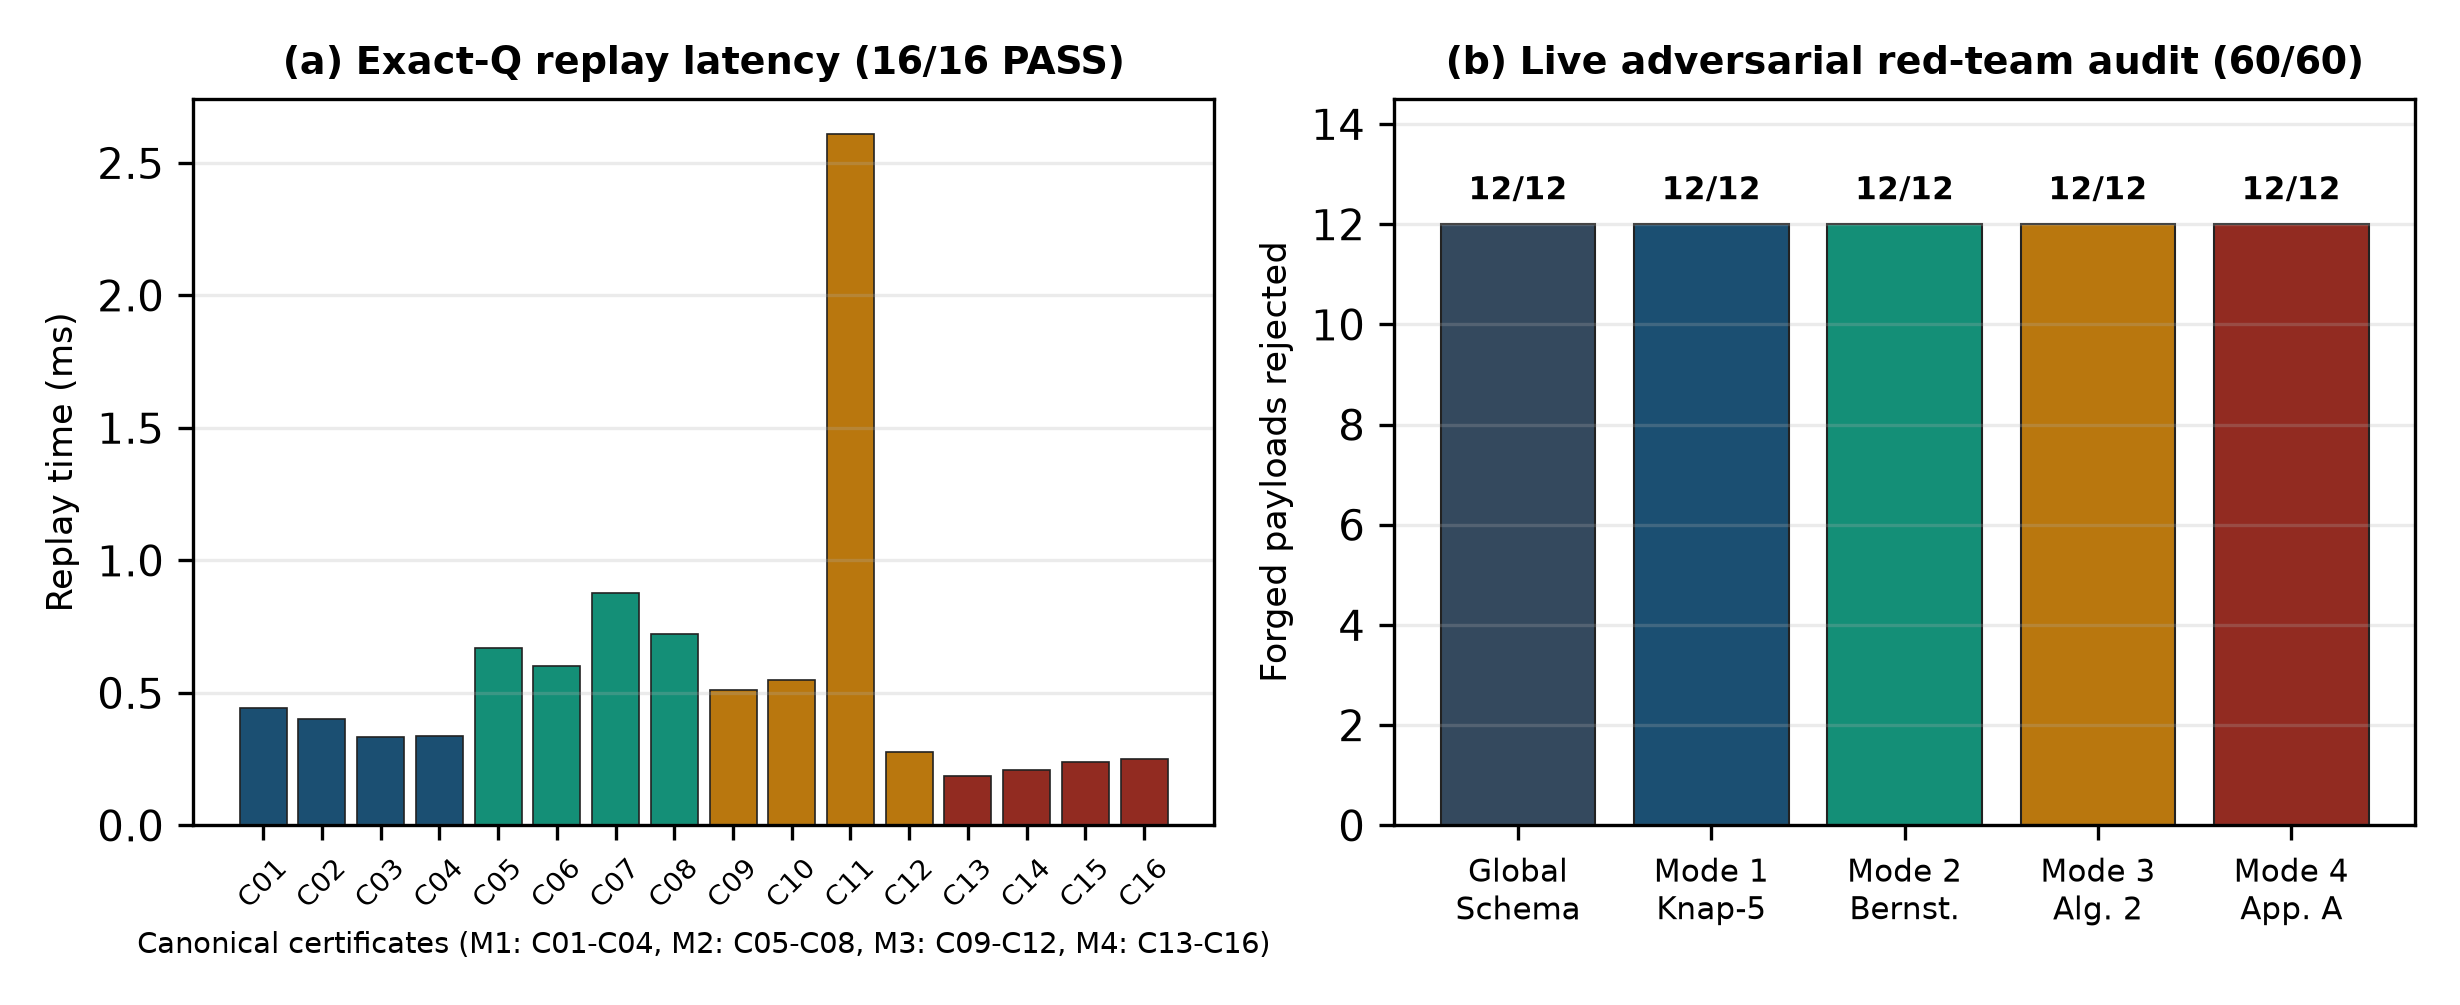 (a) Exact-Q replay latency (16/16 PASS)
Replay time (ms)
2.5
2.0
1.5
1.0
0.5
0.0
C01 C02 C03 C04 C05 C06 C07 C08 C09 C10 C11 C12 C13 C14 C15 C16
Canonical certificates (M1: C01-C04, M2: C05-C08, M3: C09-C12, M4: C13-C16)
(b) Live adversarial red-team audit (60/60)
Forged payloads rejected
14
12
10
8
6
4
2
0
12/12 12/12 12/12 12/12 12/12
Global Schema
Mode 1 Knap-5
Mode 2 Bernst.
Mode 3 Alg. 2
Mode 4 App. A